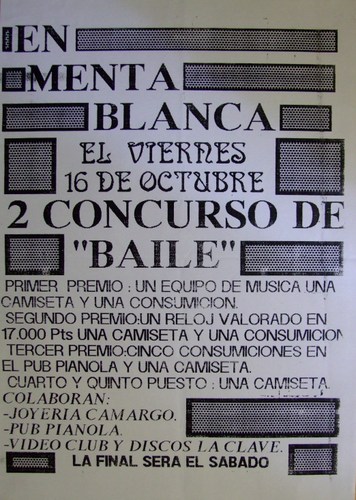 EN
MENTA
BLANCA
EL VIERNES
16 DE OCTUBRE
2 CONCURSO DE
"BAILE"
PRIMER PREMIO : UN EQUIPO DE MUSICA UNA
CAMISETA Y UNA CONSUMICION.
SEGUNDO PREMIO:UN RELOJ VALORADO EN
17.000 Pts UNA CAMISETA Y UNA CONSUMICION
TERCER PREMIO:CINCO CONSUMICIONES EN
EL PUB PIANOLA Y UNA CAMISETA.
CUARTO Y QUINTO PUESTO : UNA CAMISETA.
COLABORAN:
-JOYERIA CAMARGO.
-PUB PIANOLA.
-VIDEO CLUB Y DISCOS LA CLAVE.
LA FINAL SERA EL SABADO